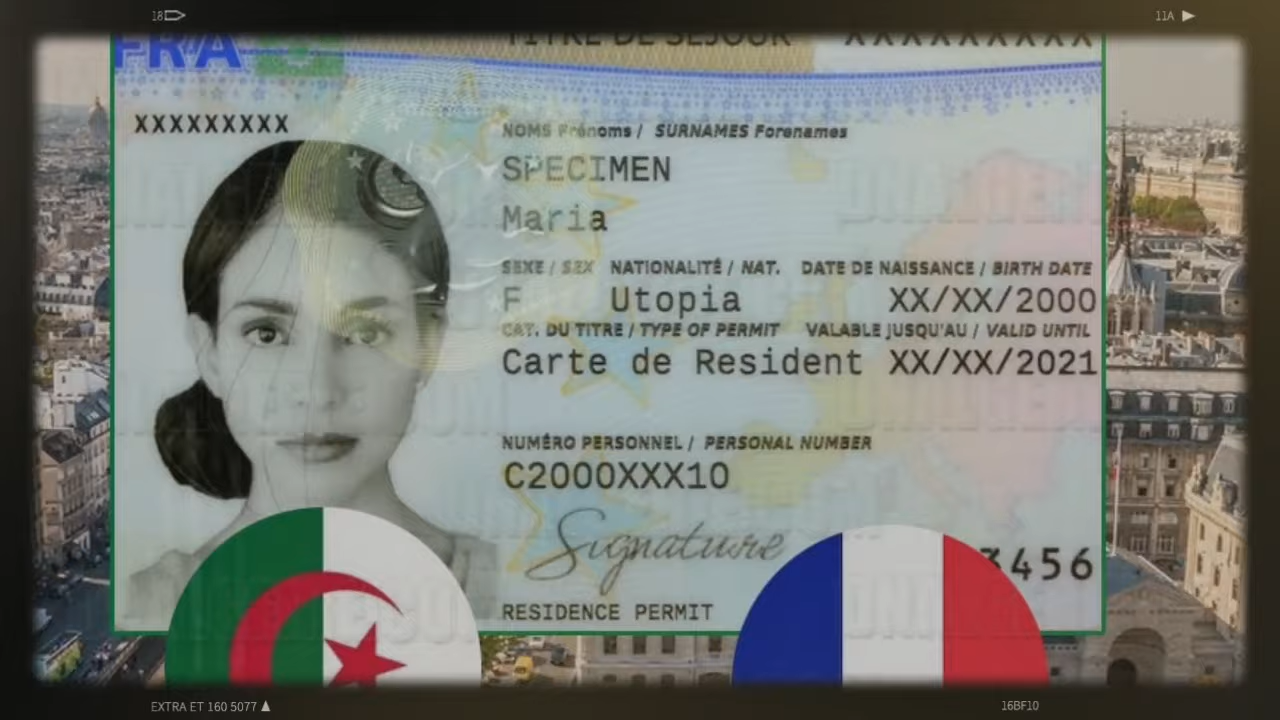 18 11A
FRA TITRE DE SÉJOUR XXXXXXXXX
XXXXXXXXX
NOMS Prénoms / SURNAMES Forenames
SPECIMEN
Maria
SEXE / SEX NATIONALITÉ / NAT. DATE DE NAISSANCE / BIRTH DATE
F Utopia XX/XX/2000
CAT. DU TITRE / TYPE OF PERMIT VALABLE JUSQU'AU / VALID UNTIL
Carte de Resident XX/XX/2021
NUMÉRO PERSONNEL / PERSONAL NUMBER
C2000XXX10
Signature
3456
RESIDENCE PERMIT
EXTRA ET 160 5077 16BF10